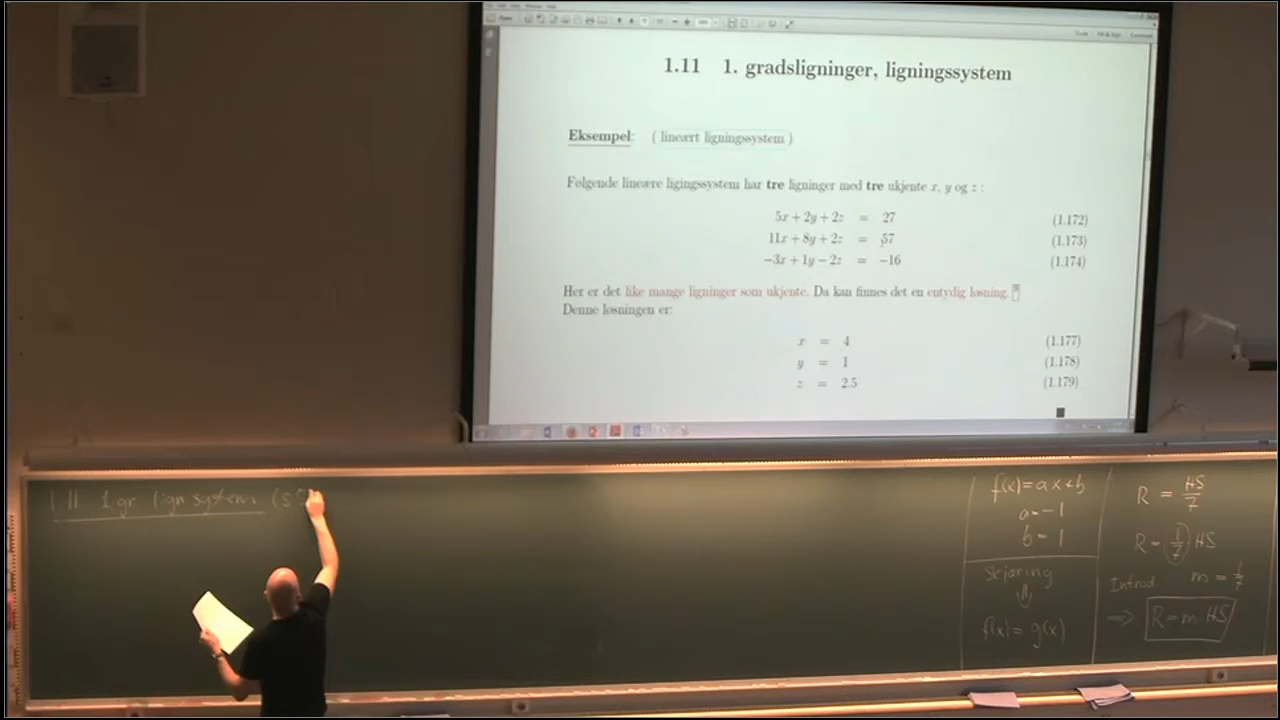 1.11 1. gradsligninger, ligningssystem
Eksempel: ( lineært ligningssystem )
Følgende lineære ligingssystem har tre ligninger med tre ukjente x, y og z :
5x + 2y + 2z = 27 (1.172)
11x + 8y + 2z = 57 (1.173)
−3x + 1y − 2z = −16 (1.174)
Her er det like mange ligninger som ukjente. Da kan finnes det en entydig løsning.
Denne løsningen er:
x = 4 (1.177)
y = 1 (1.178)
z = 2.5 (1.179)
1.11 1.gr. lign.system (s
f(x) = ax + b
a = -1
b = 1
skjæring
⇓
f(x) = g(x)
R = HS/7
R = (1/7) HS
Introd. m = 1/7
⇒ R = m HS